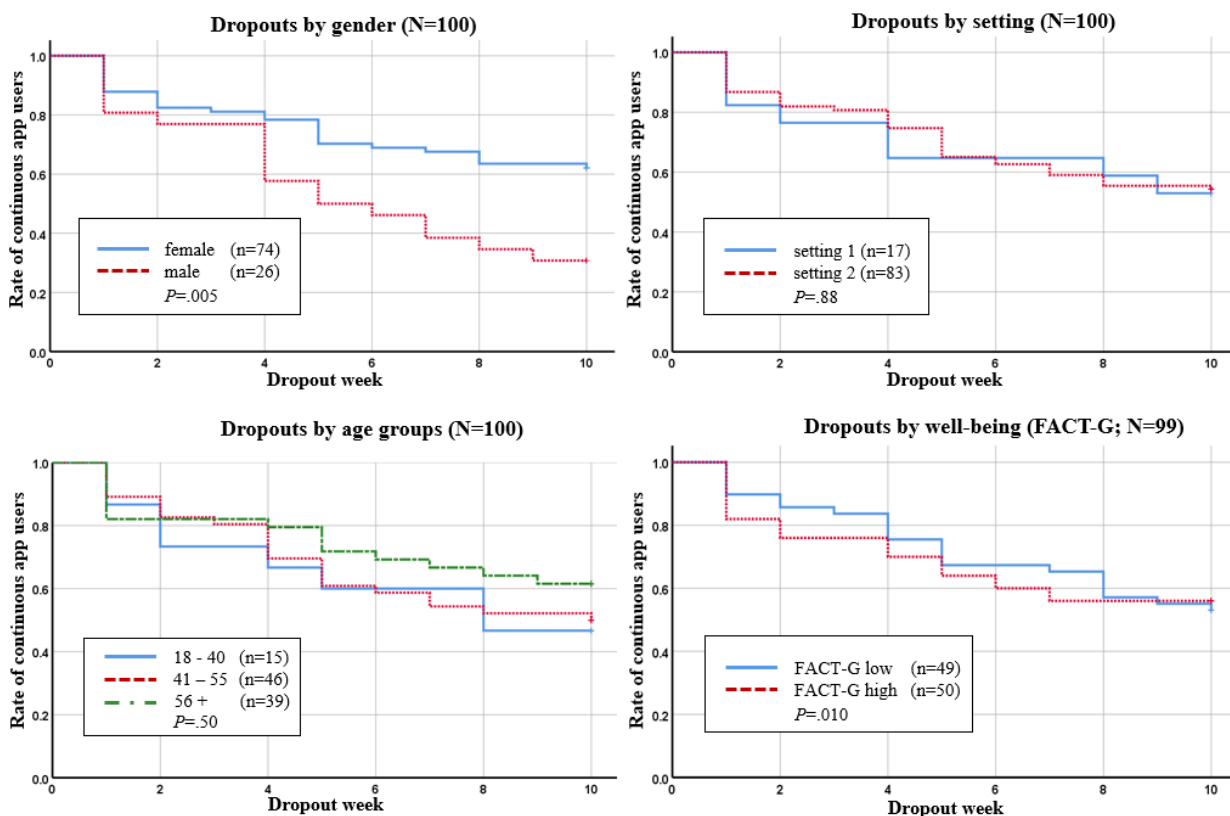 Dropouts by gender (N=100)
Rate of continuous app users
1.0
0.8
0.6
0.4
0.2
0.0
female (n=74)
male (n=26)
P=.005
0 2 4 6 8 10
Dropout week
Dropouts by setting (N=100)
Rate of continuous app users
1.0
0.8
0.6
0.4
0.2
0.0
setting 1 (n=17)
setting 2 (n=83)
P=.88
0 2 4 6 8 10
Dropout week
Dropouts by age groups (N=100)
Rate of continuous app users
1.0
0.8
0.6
0.4
0.2
0.0
18 - 40 (n=15)
41 – 55 (n=46)
56 + (n=39)
P=.50
0 2 4 6 8 10
Dropout week
Dropouts by well-being (FACT-G; N=99)
Rate of continuous app users
1.0
0.8
0.6
0.4
0.2
0.0
FACT-G low (n=49)
FACT-G high (n=50)
P=.010
0 2 4 6 8 10
Dropout week